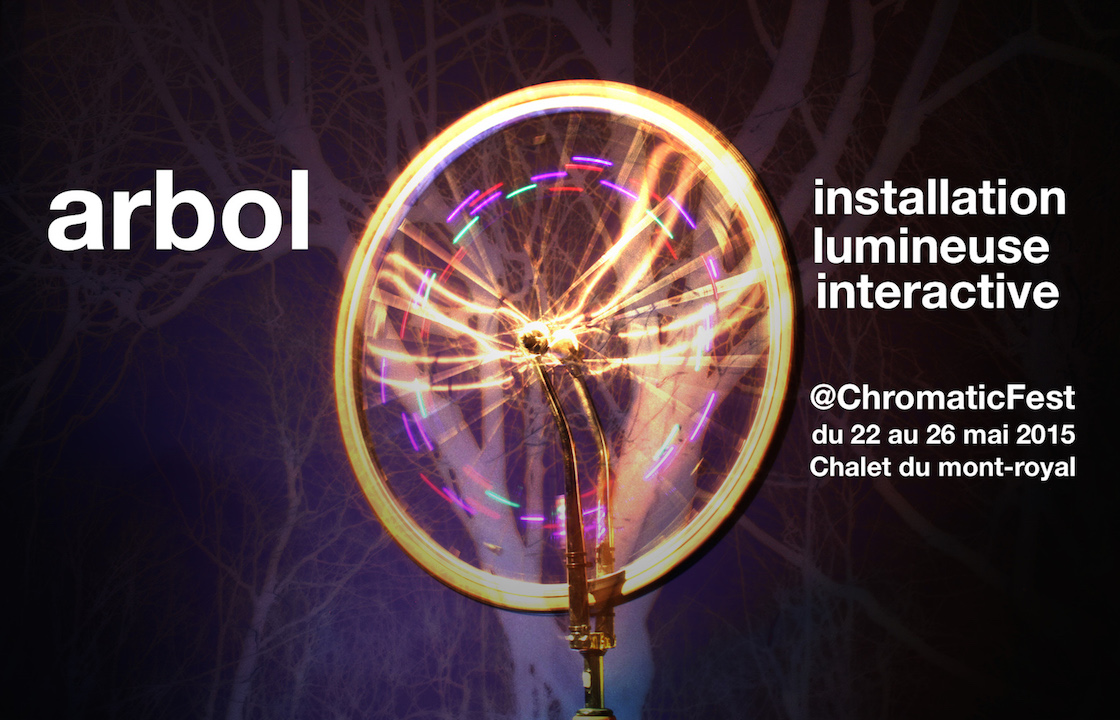 arbol
installation
lumineuse
interactive
@ChromaticFest
du 22 au 26 mai 2015
Chalet du mont-royal